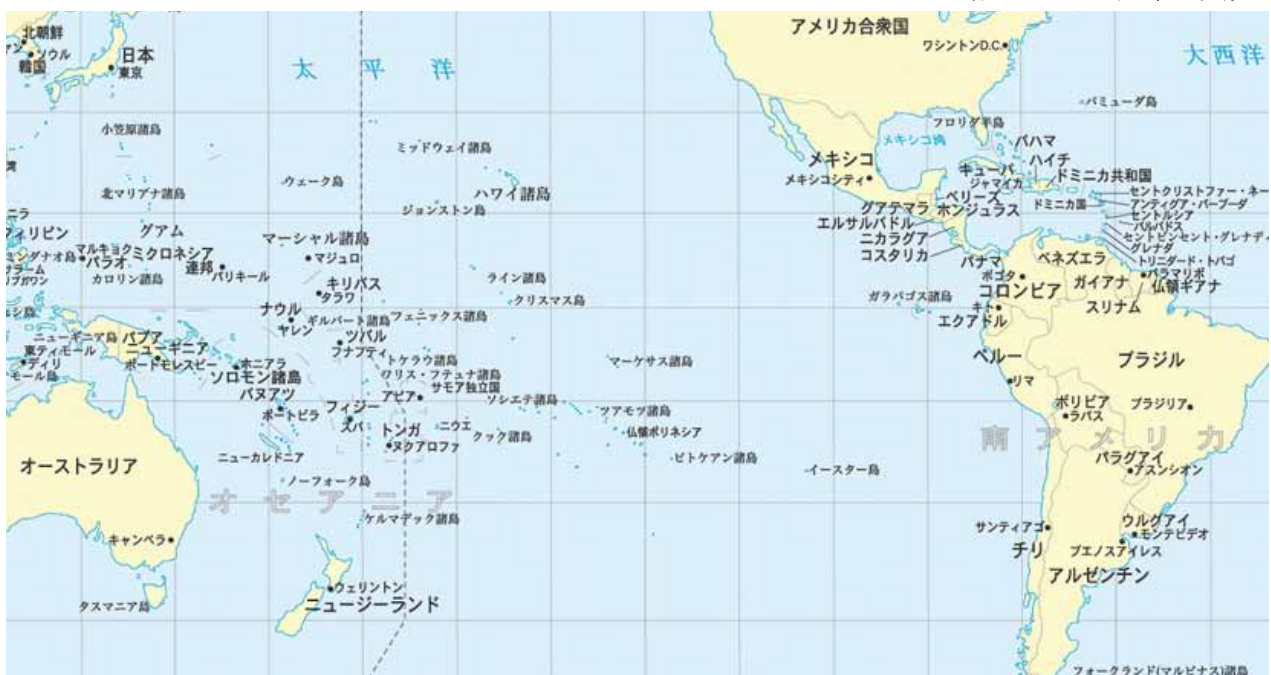 北朝鮮
ソウル
韓国
日本
東京
太平洋
アメリカ合衆国
ワシントンD.C.
大西洋
バミューダ島
小笠原諸島
ミッドウェイ諸島
フロリダ半島
メキシコ湾
バハマ
メキシコ
メキシコシティ
キューバ
ハイチ
ドミニカ共和国
ジャマイカ
北マリアナ諸島
ウェーク島
ハワイ諸島
ジョンストン島
ベリーズ
グアテマラ
ホンジュラス
エルサルバドル
ニカラグア
コスタリカ
ドミニカ国
セントクリストファー・ネー
アンティグア・バーブーダ
セントルシア
バルバドス
セントビンセント・グレナディ
グレナダ
トリニダード・トバゴ
ニラ
フィリピン
グアム
マーシャル諸島
マジュロ
ミンダナオ島
マルキョク
パラオ
ミクロネシア
連邦
パリキール
カロリン諸島
パナマ
ベネズエラ
ボゴタ
コロンビア
ガイアナ
パラマリボ
仏領ギアナ
スリナム
キリバス
タラワ
ライン諸島
クリスマス島
ガラパゴス諸島
キト
エクアドル
ナウル
ヤレン
ギルバート諸島
フェニックス諸島
ツバル
フナフティ
ニューギニア島
パプア
ニューギニア
ポートモレスビー
東ティモール
ディリ
モール島
ホニアラ
ソロモン諸島
トケラウ諸島
ワリス・フテュナ諸島
サモア独立国
アピア
マーケサス諸島
ペルー
リマ
ブラジル
ブラジリア
バヌアツ
ポートビラ
フィジー
スバ
ソシエテ諸島
ツアモツ諸島
仏領ポリネシア
ボリビア
ラパス
トンガ
ヌクアロファ
ニウエ
クック諸島
南アメリカ
オーストラリア
ニューカレドニア
ピトケアン諸島
イースター島
パラグアイ
アスンシオン
ノーフォーク島
オセアニア
ケルマデック諸島
キャンベラ
サンティアゴ
チリ
ウルグアイ
モンテビデオ
ブエノスアイレス
アルゼンチン
タスマニア島
ウェリントン
ニュージーランド
フォークランド(マルビナス)諸島